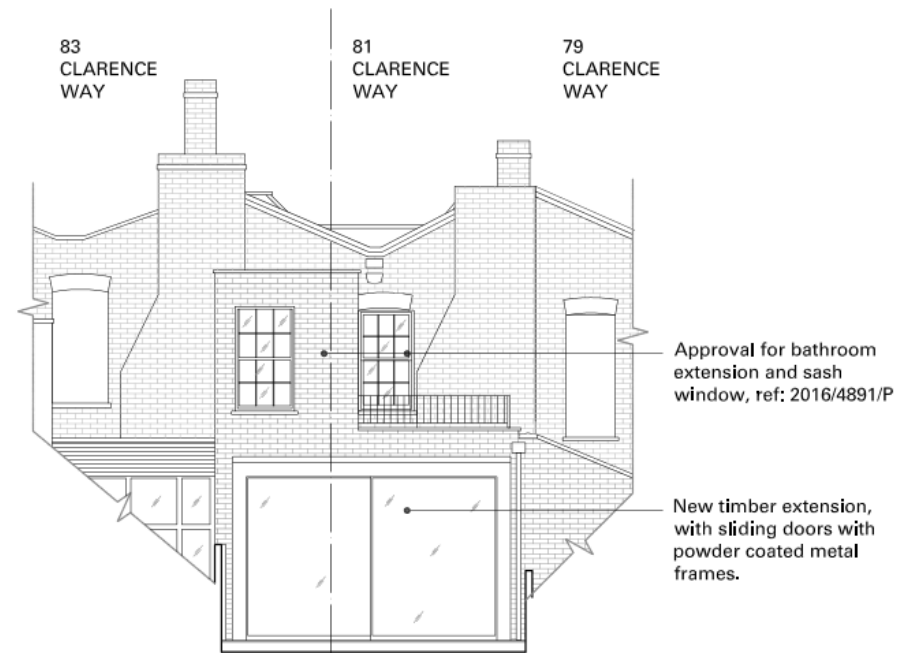 83
CLARENCE
WAY
81
CLARENCE
WAY
79
CLARENCE
WAY
Approval for bathroom
extension and sash
window, ref: 2016/4891/P
New timber extension,
with sliding doors with
powder coated metal
frames.